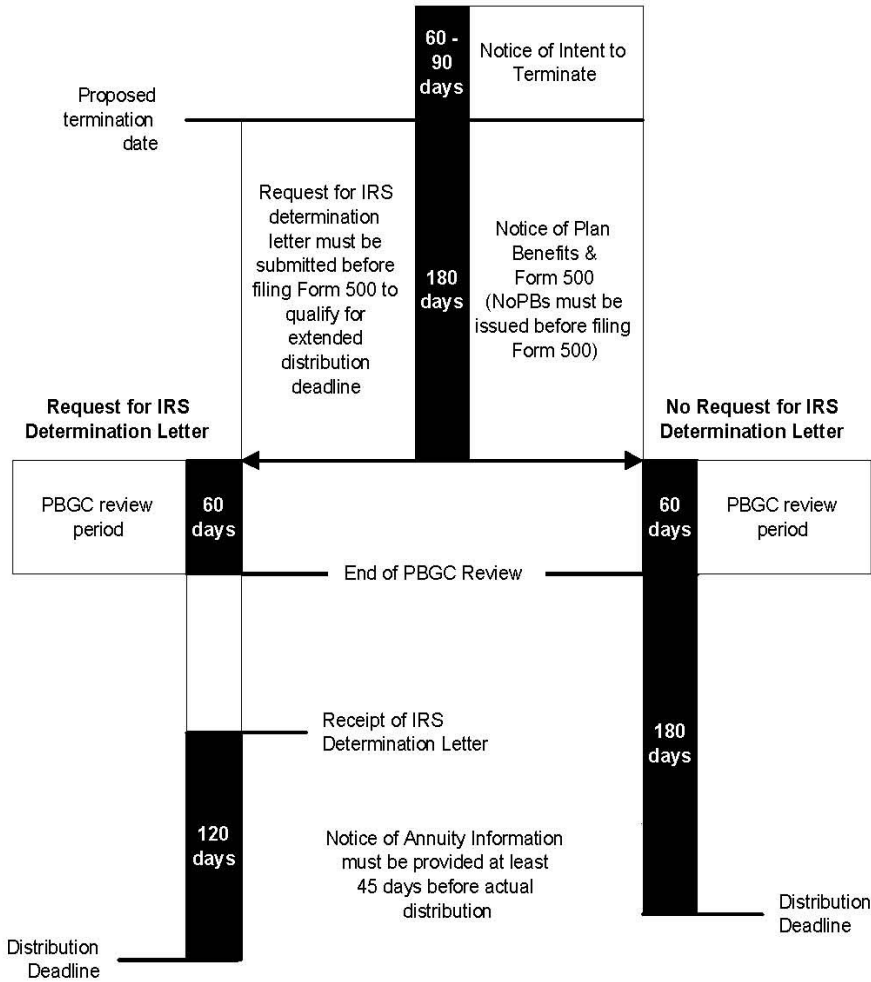 60 -
90
days
Notice of Intent to
Terminate
Proposed
termination
date
Request for IRS
determination
letter must be
submitted before
filing Form 500 to
qualify for
extended
distribution
deadline
180
days
Notice of Plan
Benefits &
Form 500
(NoPBs must be
issued before filing
Form 500)
Request for IRS
Determination Letter
No Request for IRS
Determination Letter
PBGC review
period
60
days
60
days
PBGC review
period
End of PBGC Review
Receipt of IRS
Determination Letter
180
days
120
days
Notice of Annuity Information
must be provided at least
45 days before actual
distribution
Distribution
Deadline
Distribution
Deadline